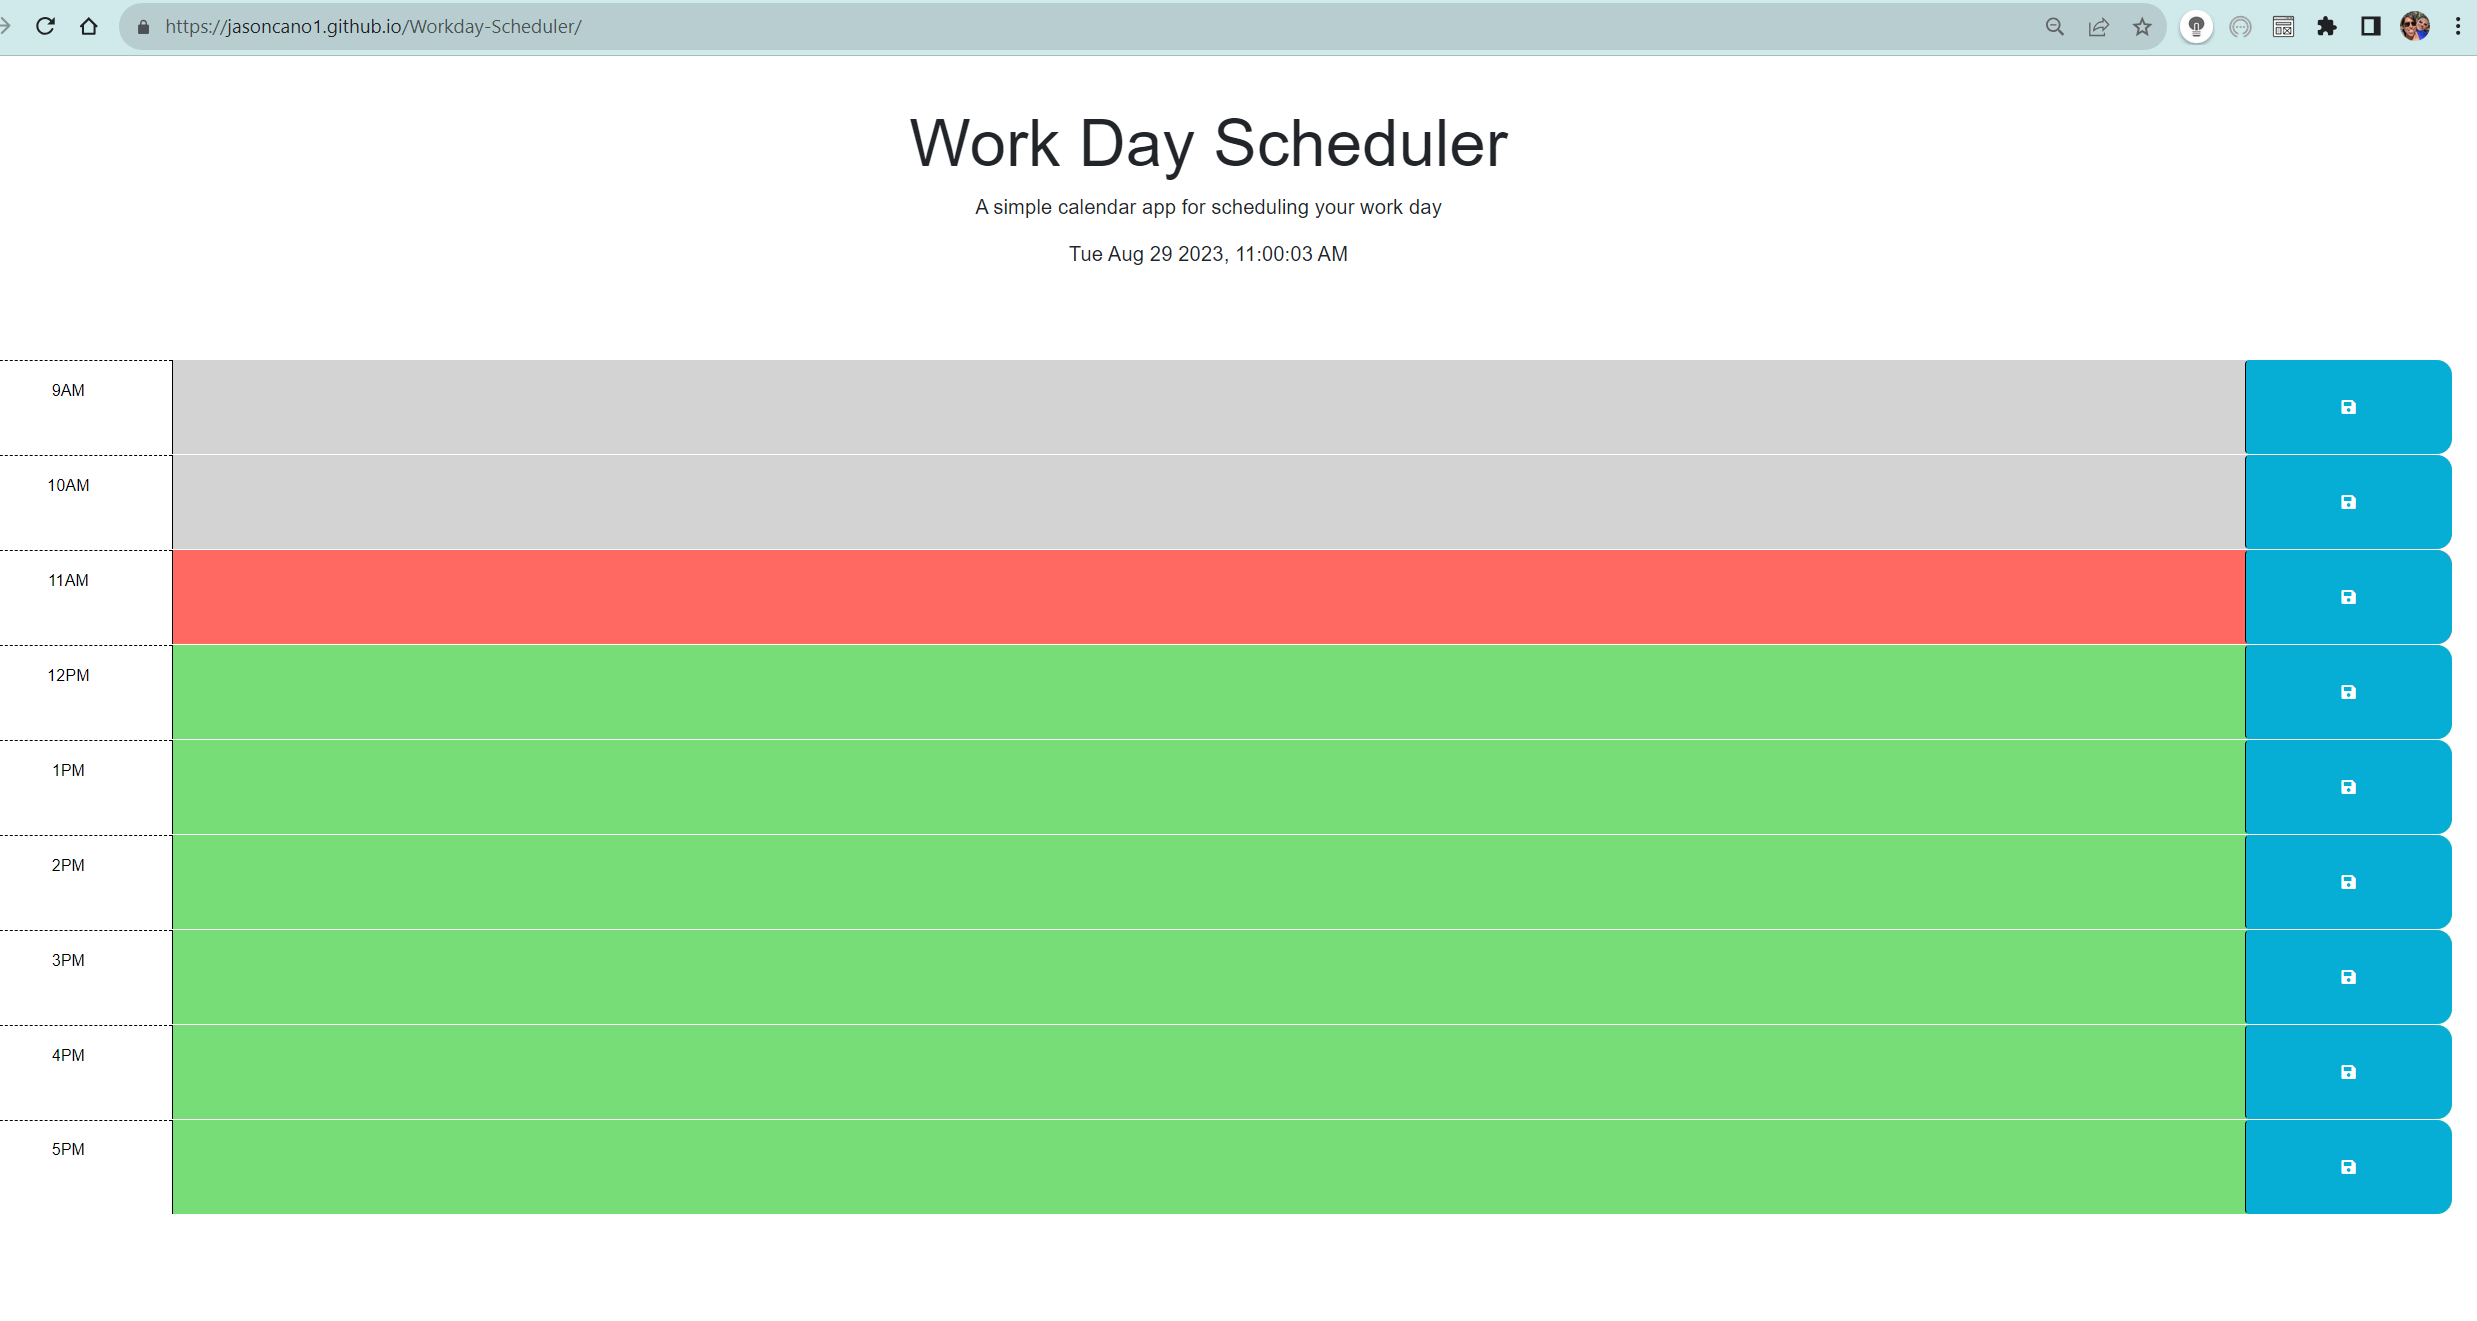 https://jasoncano1.github.io/Workday-Scheduler/
Work Day Scheduler
A simple calendar app for scheduling your work day
Tue Aug 29 2023, 11:00:03 AM
9AM
10AM
11AM
12PM
1PM
2PM
3PM
4PM
5PM